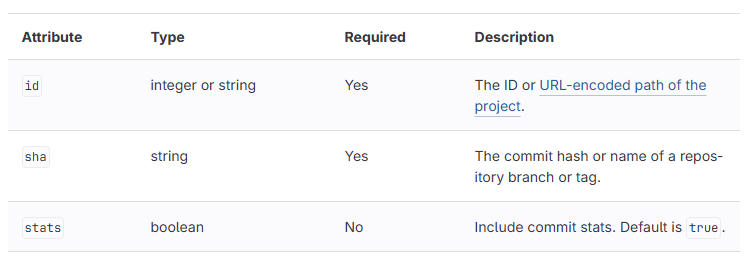 Attribute Type Required Description
id integer or string Yes The ID or URL-encoded path of the
project.
sha string Yes The commit hash or name of a repos-
itory branch or tag.
stats boolean No Include commit stats. Default is true.